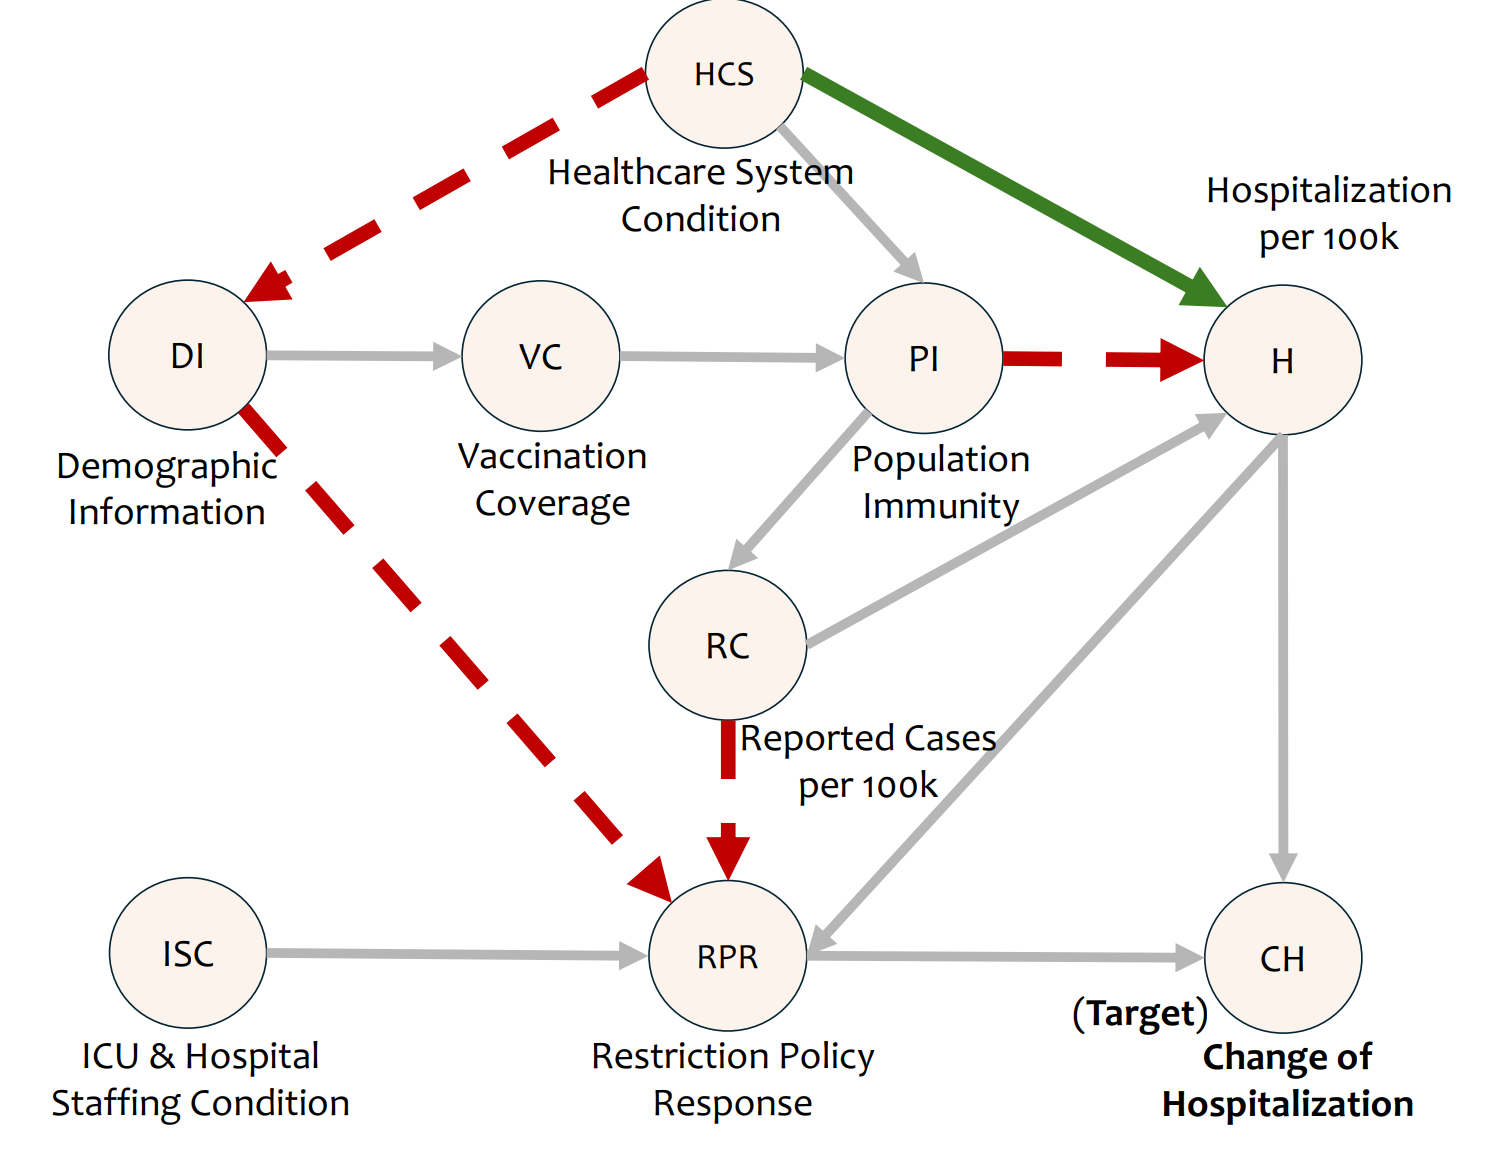 HCS
Healthcare System
Condition
Hospitalization
per 100k
DI
VC
PI
H
Demographic
Information
Vaccination
Coverage
Population
Immunity
RC
Reported Cases
per 100k
ISC
RPR
CH
(Target)
ICU & Hospital
Staffing Condition
Restriction Policy
Response
Change of
Hospitalization